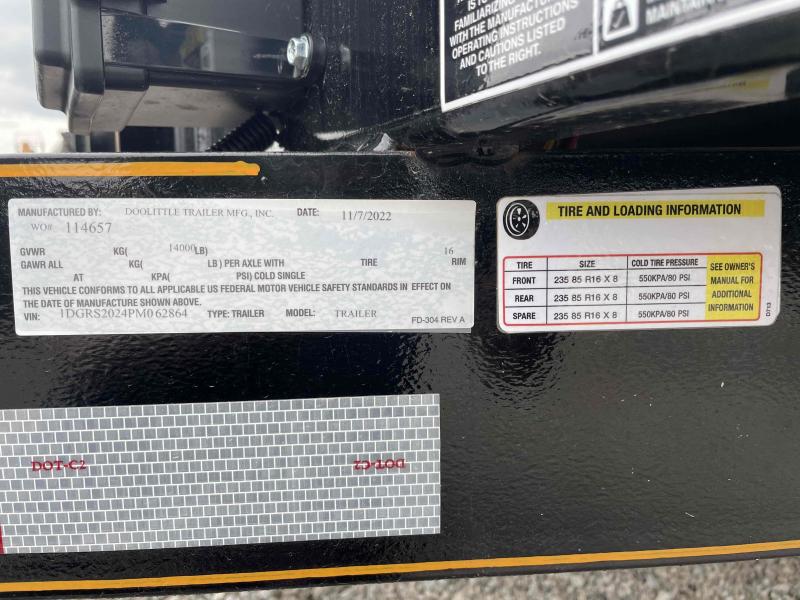 FAMILIARIZING
WITH THE MANUFACTUR
OPERATING INSTRUCTIONS
AND CAUTIONS LISTED
TO THE RIGHT.
MANUFACTURED BY: DOOLITTLE TRAILER MFG., INC. DATE: 11/7/2022
WO# 114657
GVWR KG( 14000 LB)
GAWR ALL KG( LB ) PER AXLE WITH TIRE 16 RIM
AT KPA( PSI) COLD SINGLE
THIS VEHICLE CONFORMS TO ALL APPLICABLE US FEDERAL MOTOR VEHICLE SAFETY STANDARDS IN EFFECT ON
THE DATE OF MANUFACTURE SHOWN ABOVE.
VIN: 1DGRS2024PM062864 TYPE: TRAILER MODEL: TRAILER
FD-304 REV A
TIRE AND LOADING INFORMATION
TIRE SIZE COLD TIRE PRESSURE
FRONT 235 85 R16 X 8 550KPA/80 PSI
REAR 235 85 R16 X 8 550KPA/80 PSI
SPARE 235 85 R16 X 8 550KPA/80 PSI
SEE OWNER'S
MANUAL FOR
ADDITIONAL
INFORMATION
D113
DOT-C2
DOT-C2